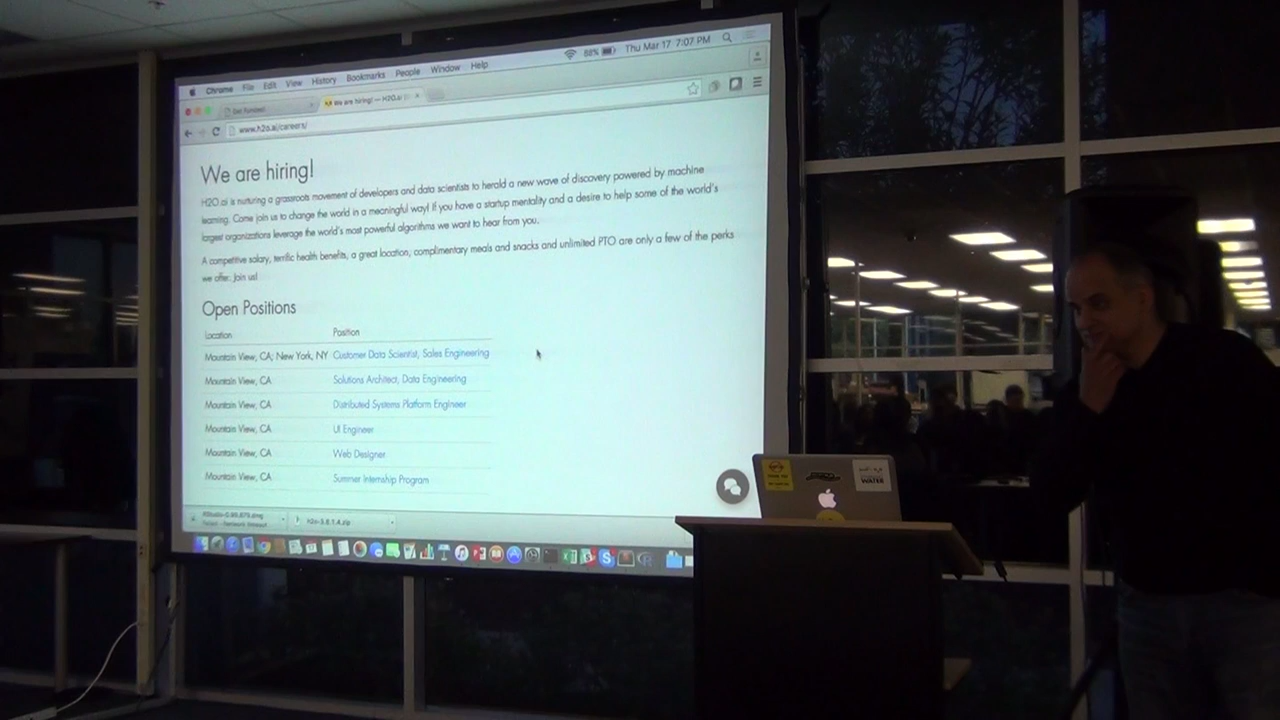 Chrome File Edit View History Bookmarks People Window Help 88% Thu Mar 17 7:07 PM
We are hiring! — H2O.ai
www.h2o.ai/careers/
We are hiring!
H2O.ai is nurturing a grassroots movement of developers and data scientists to herald a new wave of discovery powered by machine
learning. Come join us to change the world in a meaningful way! If you have a startup mentality and a desire to help some of the world's
largest organizations leverage the world's most powerful algorithms we want to hear from you.
A competitive salary, terrific health benefits, a great location, complimentary meals and snacks and unlimited PTO are only a few of the perks
we offer. Join us!
Open Positions
Location Position
Mountain View, CA; New York, NY Customer Data Scientist, Sales Engineering
Mountain View, CA Solutions Architect, Data Engineering
Mountain View, CA Distributed Systems Platform Engineer
Mountain View, CA UI Engineer
Mountain View, CA Web Designer
Mountain View, CA Summer Internship Program
h2o-3.8.1.4.zip
WATER